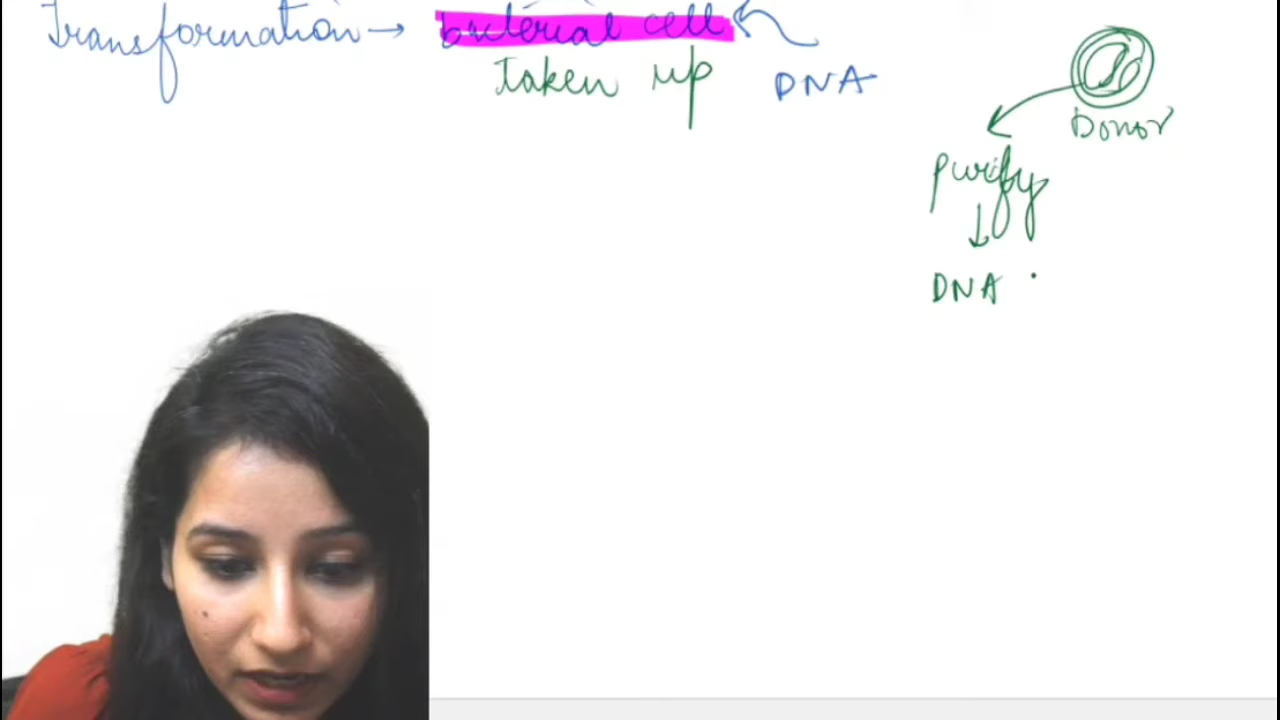 Transformation → bacterial cell
taken up DNA
Donor
purify
↓
DNA